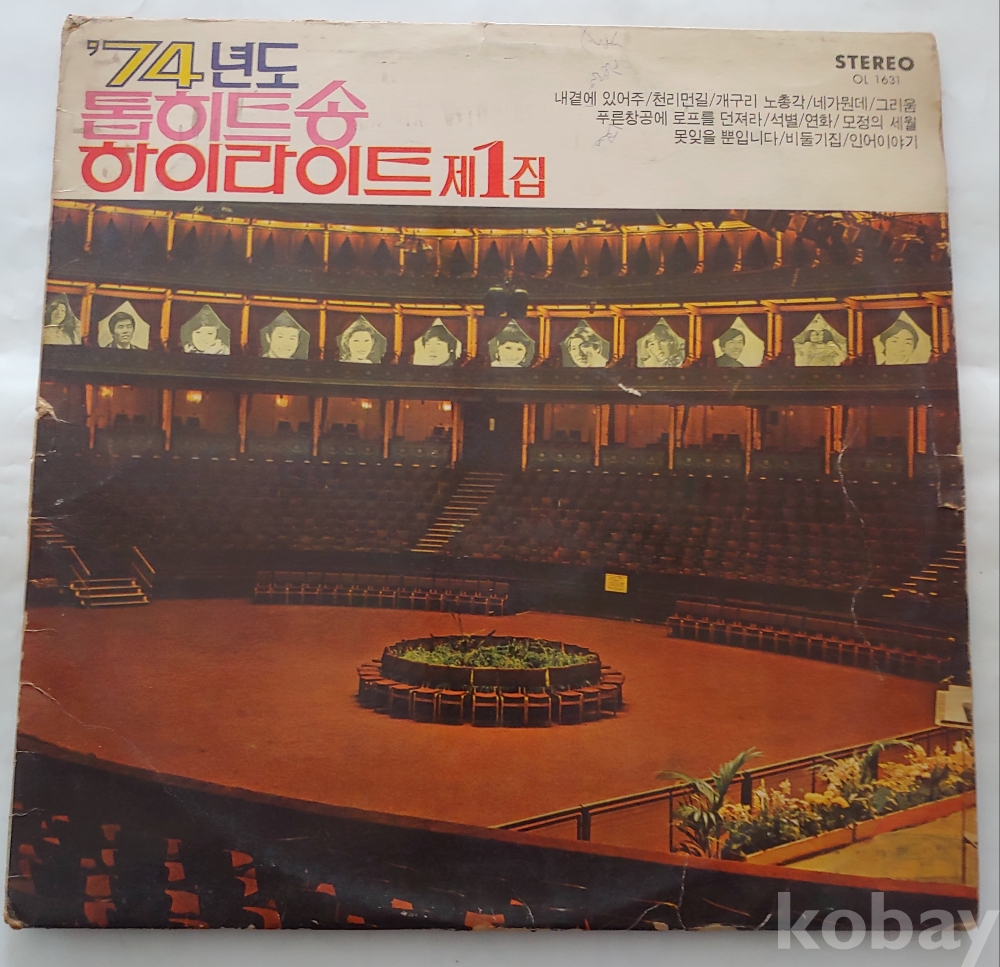 '74년도
톱히트송
하이라이트 제1집
STEREO
OL 1631
내곁에 있어주/천리먼길/개구리 노총각/네가뭔데/그리움
푸른창공에 로프를 던져라/석별/연화/모정의 세월
못잊을 뿐입니다/비둘기집/인어이야기
kobay